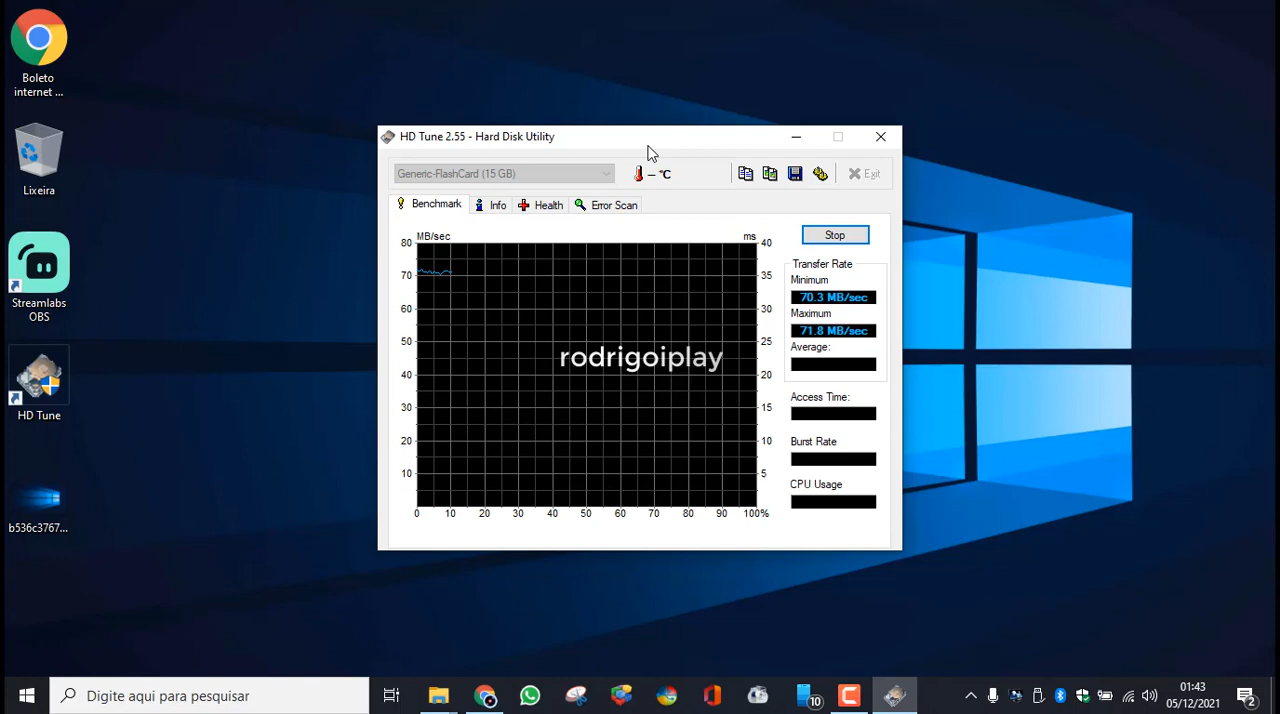 Boleto
internet ...
Lixeira
Streamlabs
OBS
HD Tune
b536c3767...
HD Tune 2.55 - Hard Disk Utility
Generic-FlashCard (15 GB)
– °C
Exit
Benchmark
Info
Health
Error Scan
MB/sec
ms
80
70
60
50
40
30
20
10
40
35
30
25
20
15
10
5
0 10 20 30 40 50 60 70 80 90 100%
rodrigoiplay
Stop
Transfer Rate
Minimum
70.3 MB/sec
Maximum
71.8 MB/sec
Average:
Access Time:
Burst Rate
CPU Usage
Digite aqui para pesquisar
10
01:43
05/12/2021
2